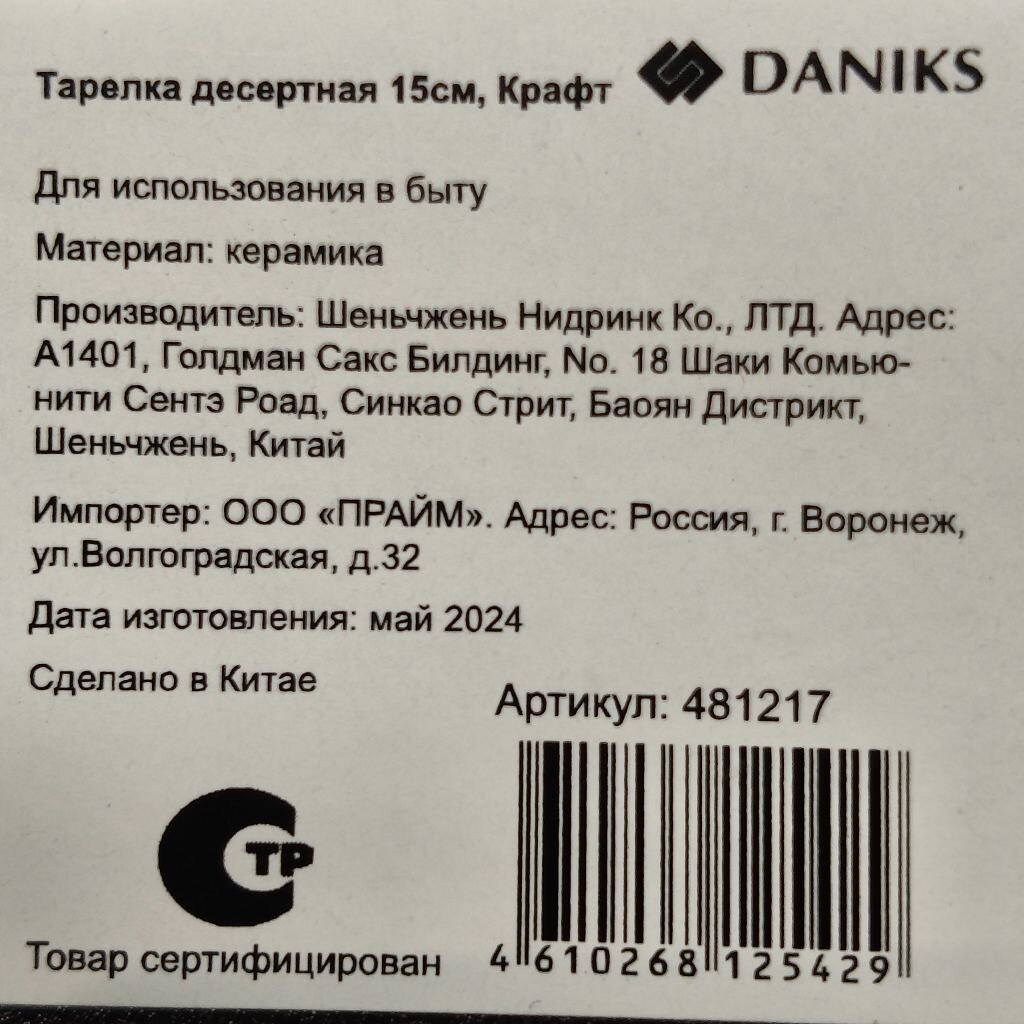 Тарелка десертная 15см, Крафт
DANIKS
Для использования в быту
Материал: керамика
Производитель: Шеньчжень Нидринк Ко., ЛТД. Адрес:
А1401, Голдман Сакс Билдинг, No. 18 Шаки Комью-
нити Сентэ Роад, Синкао Стрит, Баоян Дистрикт,
Шеньчжень, Китай
Импортер: ООО «ПРАЙМ». Адрес: Россия, г. Воронеж,
ул.Волгоградская, д.32
Дата изготовления: май 2024
Сделано в Китае
Артикул: 481217
СТР
Товар сертифицирован
4 610268 125429